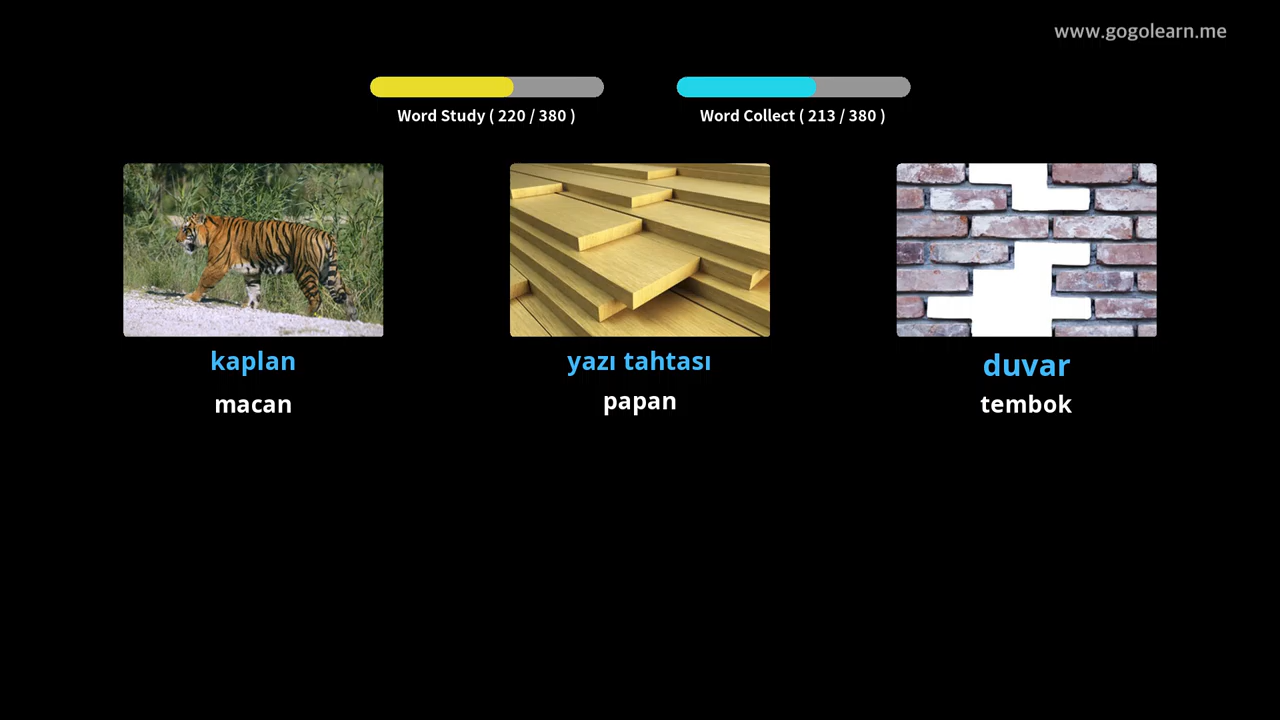 www.gogolearn.me
Word Study ( 220 / 380 )
Word Collect ( 213 / 380 )
kaplan
macan
yazı tahtası
papan
duvar
tembok